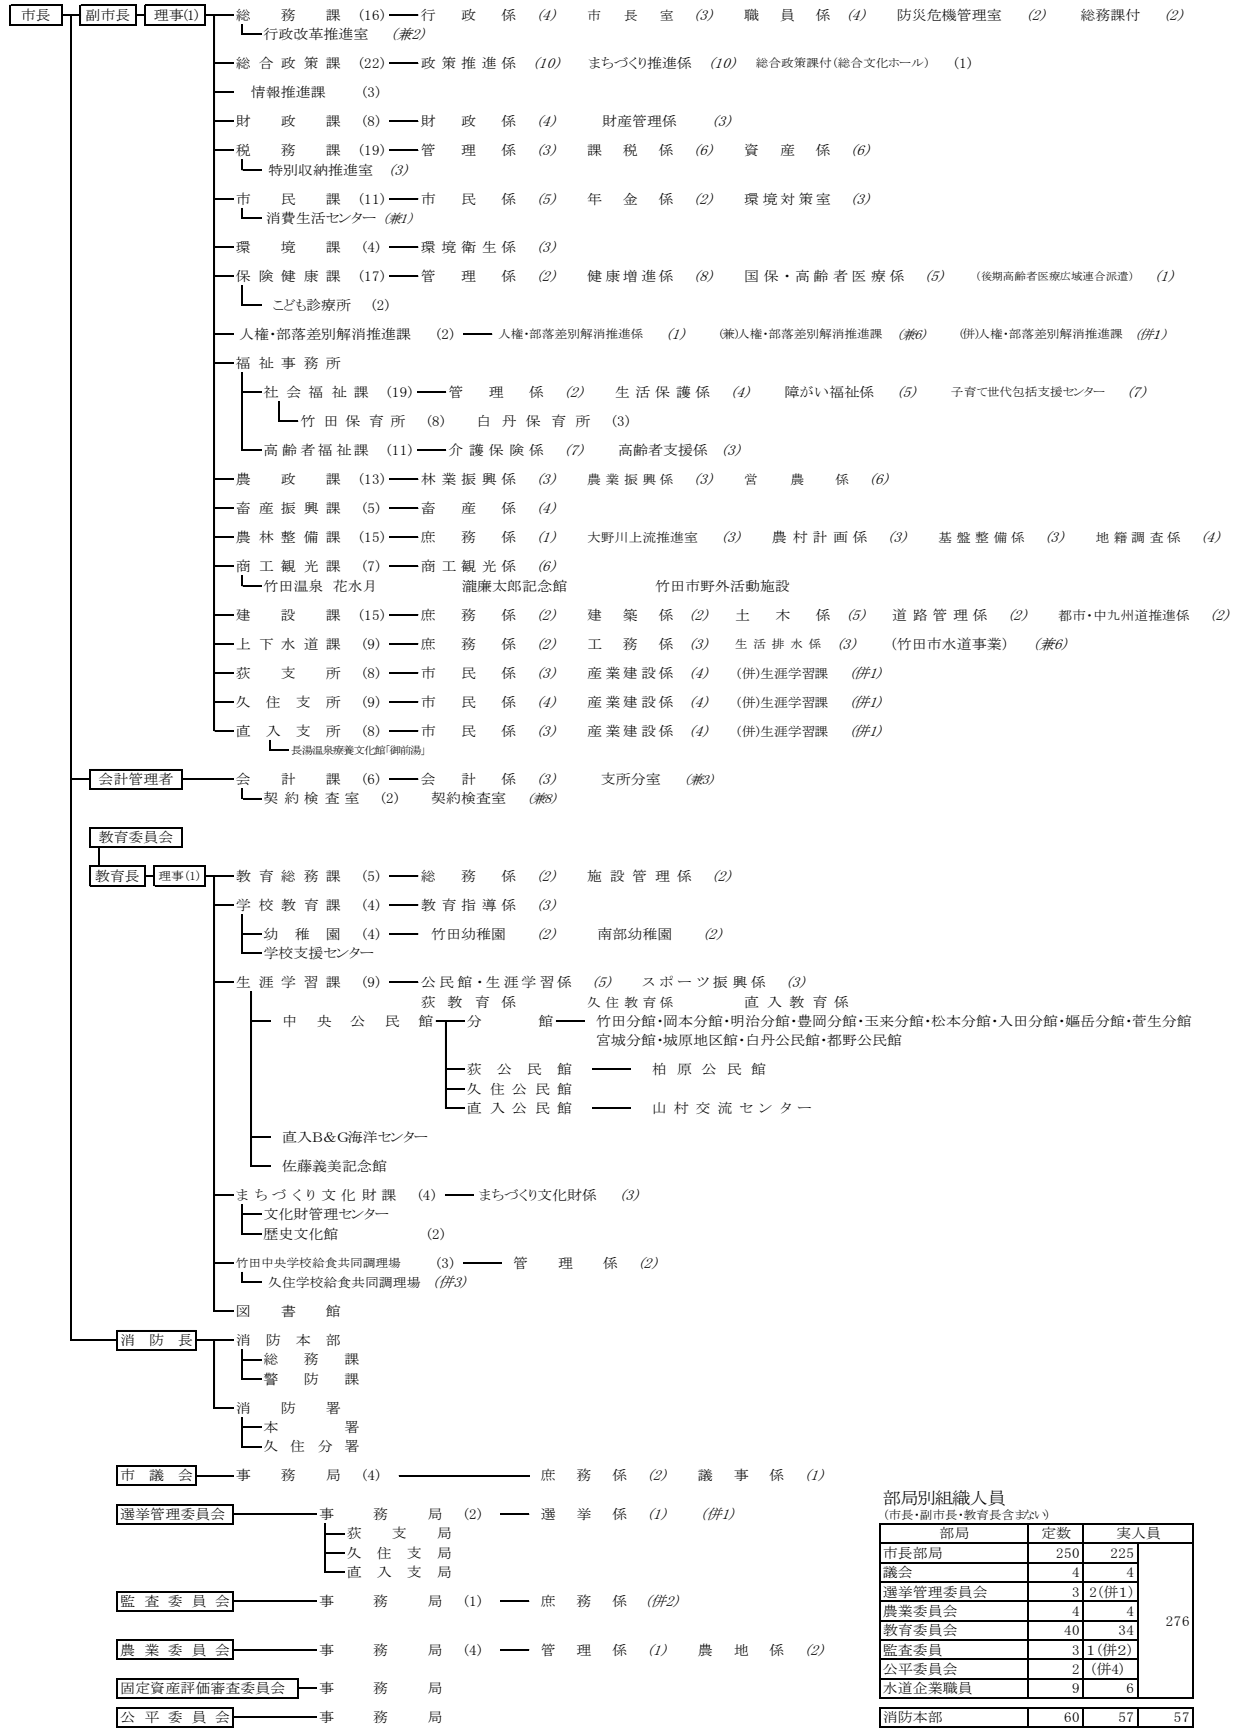 市長 副市長 理事(1) 総務課 (16) 行政係 (4) 市長室 (3) 職員係 (4) 防災危機管理室 (2) 総務課付 (2)
行政改革推進室 (兼2)
総合政策課 (22) 政策推進係 (10) まちづくり推進係 (10) 総合政策課付(総合文化ホール) (1)
情報推進課 (3)
財政課 (8) 財政係 (4) 財産管理係 (3)
税務課 (19) 管理係 (3) 課税係 (6) 資産係 (6)
特別収納推進室 (3)
市民課 (11) 市民係 (5) 年金係 (2) 環境対策室 (3)
消費生活センター (兼1)
環境課 (4) 環境衛生係 (3)
保険健康課 (17) 管理係 (2) 健康増進係 (8) 国保・高齢者医療係 (5) (後期高齢者医療広域連合派遣) (1)
こども診療所 (2)
人権・部落差別解消推進課 (2) 人権・部落差別解消推進係 (1) (兼)人権・部落差別解消推進課 (兼6) (併)人権・部落差別解消推進課 (併1)
福祉事務所
社会福祉課 (19) 管理係 (2) 生活保護係 (4) 障がい福祉係 (5) 子育て世代包括支援センター (7)
竹田保育所 (8) 白丹保育所 (3)
高齢者福祉課 (11) 介護保険係 (7) 高齢者支援係 (3)
農政課 (13) 林業振興係 (3) 農業振興係 (3) 営農係 (6)
畜産振興課 (5) 畜産係 (4)
農林整備課 (15) 庶務係 (1) 大野川上流推進室 (3) 農村計画係 (3) 基盤整備係 (3) 地籍調査係 (4)
商工観光課 (7) 商工観光係 (6)
竹田温泉 花水月 瀧廉太郎記念館 竹田市野外活動施設
建設課 (15) 庶務係 (2) 建築係 (2) 土木係 (5) 道路管理係 (2) 都市・中九州道推進係 (2)
上下水道課 (9) 庶務係 (2) 工務係 (3) 生活排水係 (3) (竹田市水道事業) (兼6)
荻支所 (8) 市民係 (3) 産業建設係 (4) (併)生涯学習課 (併1)
久住支所 (9) 市民係 (4) 産業建設係 (4) (併)生涯学習課 (併1)
直入支所 (8) 市民係 (3) 産業建設係 (4) (併)生涯学習課 (併1)
長湯温泉療養文化館「御前湯」
会計管理者 会計課 (6) 会計係 (3) 支所分室 (兼3)
契約検査室 (2) 契約検査室 (兼8)
教育委員会
教育長 理事(1) 教育総務課 (5) 総務係 (2) 施設管理係 (2)
学校教育課 (4) 教育指導係 (3)
幼稚園 (4) 竹田幼稚園 (2) 南部幼稚園 (2)
学校支援センター
生涯学習課 (9) 公民館・生涯学習係 (5) スポーツ振興係 (3)
荻教育係 久住教育係 直入教育係
中央公民館 分館 竹田分館・岡本分館・明治分館・豊岡分館・玉来分館・松本分館・入田分館・嫗岳分館・菅生分館
宮城分館・城原地区館・白丹公民館・都野公民館
荻公民館 柏原公民館
久住公民館
直入公民館 山村交流センター
直入B&G海洋センター
佐藤義美記念館
まちづくり文化財課 (4) まちづくり文化財係 (3)
文化財管理センター
歴史文化館 (2)
竹田中央学校給食共同調理場 (3) 管理係 (2)
久住学校給食共同調理場 (併3)
図書館
消防長 消防本部
総務課
警防課
消防署
本署
久住分署
市議会 事務局 (4) 庶務係 (2) 議事係 (1)
選挙管理委員会 事務局 (2) 選挙係 (1) (併1)
荻支局
久住支局
直入支局
監査委員会 事務局 (1) 庶務係 (併2)
農業委員会 事務局 (4) 管理係 (1) 農地係 (2)
固定資産評価審査委員会 事務局
公平委員会 事務局
部局別組織人員
(市長・副市長・教育長含まない)
部局 定数 実人員
市長部局 250 225
議会 4 4
選挙管理委員会 3 2(併1)
農業委員会 4 4
276
教育委員会 40 34
監査委員 3 1(併2)
公平委員会 2 (併4)
水道企業職員 9 6
消防本部 60 57 57